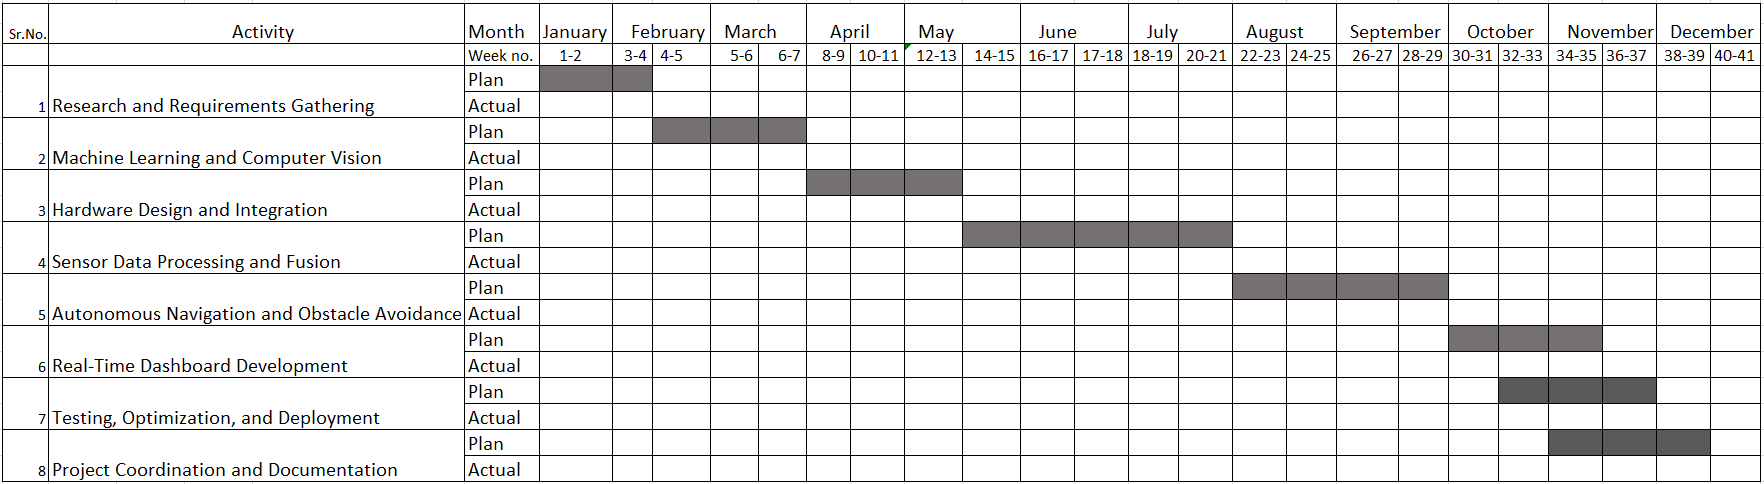 Sr.No. Activity Month January February March April May June July August September October November December
Week no. 1-2 3-4 4-5 5-6 6-7 8-9 10-11 12-13 14-15 16-17 17-18 18-19 20-21 22-23 24-25 26-27 28-29 30-31 32-33 34-35 36-37 38-39 40-41
Plan
1 Research and Requirements Gathering Actual
Plan
2 Machine Learning and Computer Vision Actual
Plan
3 Hardware Design and Integration Actual
Plan
4 Sensor Data Processing and Fusion Actual
Plan
5 Autonomous Navigation and Obstacle Avoidance Actual
Plan
6 Real-Time Dashboard Development Actual
Plan
7 Testing, Optimization, and Deployment Actual
Plan
8 Project Coordination and Documentation Actual